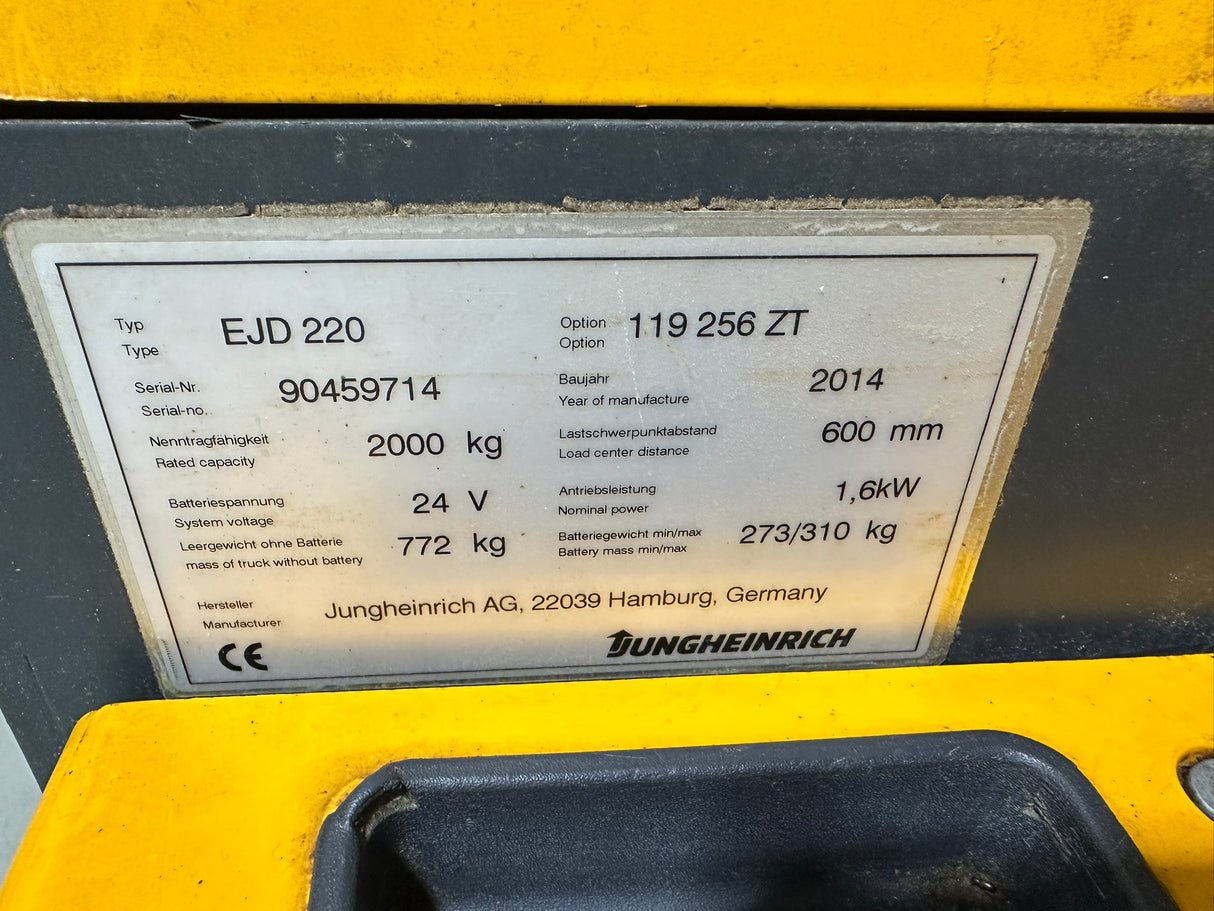 Typ EJD 220 Option 119 256 ZT
Type Option
Serial-Nr. 90459714 Baujahr 2014
Serial-no. Year of manufacture
Nenntragfähigkeit 2000 kg Lastschwerpunktabstand 600 mm
Rated capacity Load center distance
Batteriespannung 24 V Antriebsleistung 1,6kW
System voltage Nominal power
Leergewicht ohne Batterie 772 kg Batteriegewicht min/max 273/310 kg
mass of truck without battery Battery mass min/max
Hersteller Jungheinrich AG, 22039 Hamburg, Germany
Manufacturer
CE JUNGHEINRICH